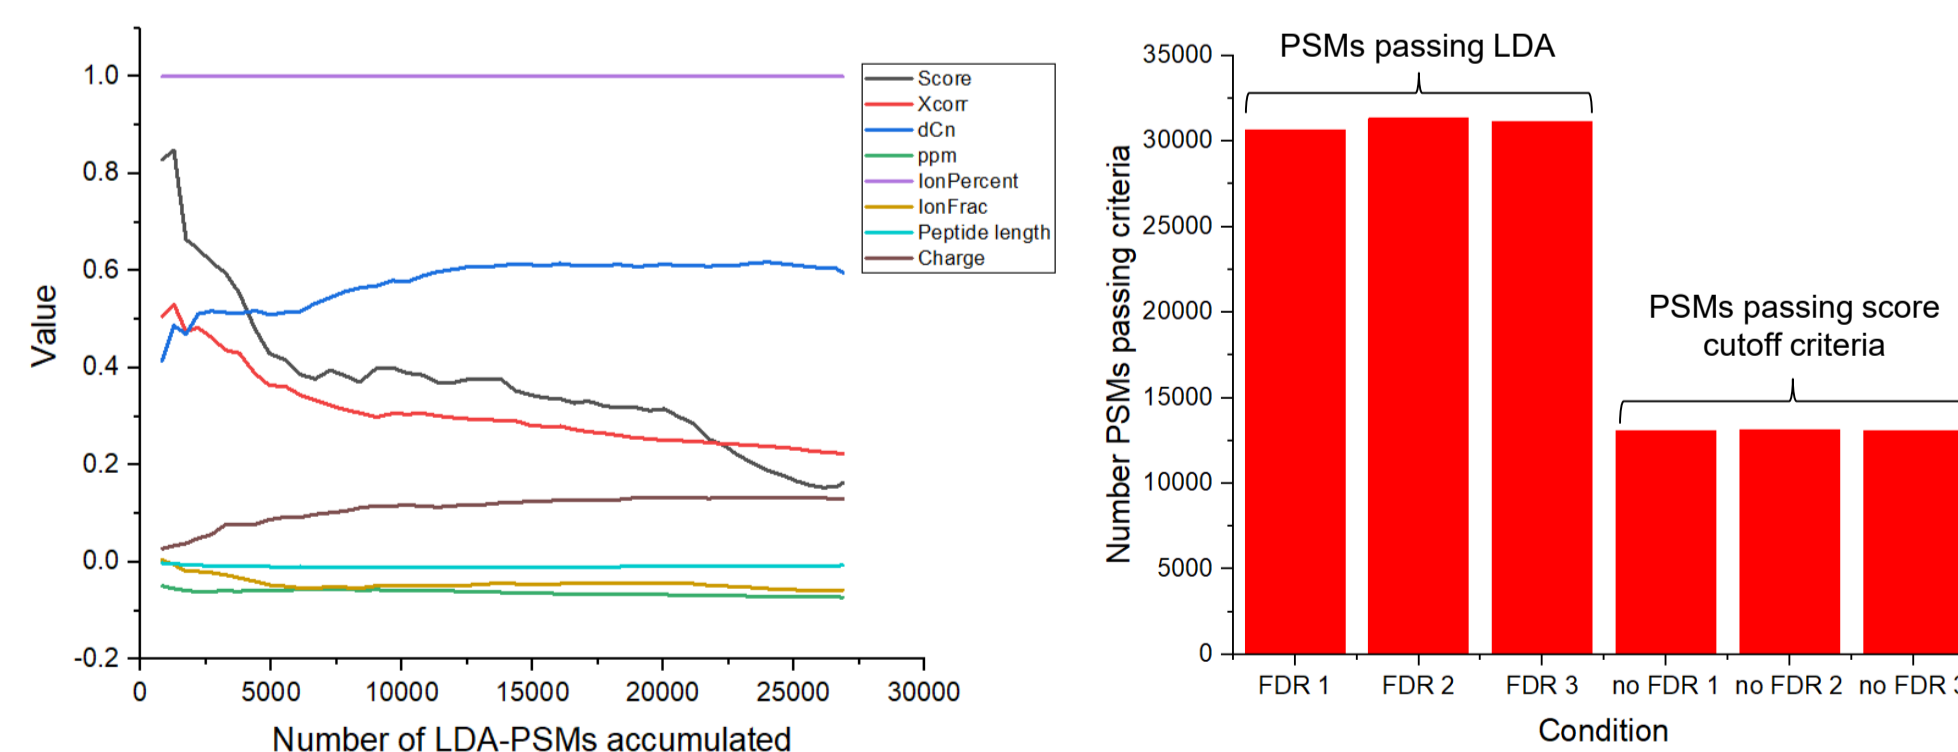 1.0
0.8
0.6
0.4
0.2
0.0
-0.2
Value
0
5000
10000
15000
20000
25000
30000
Number of LDA-PSMs accumulated
Score
Xcorr
dCn
ppm
IonPercent
IonFrac
Peptide length
Charge
35000
30000
25000
20000
15000
10000
5000
0
Number PSMs passing criteria
PSMs passing LDA
PSMs passing score
cutoff criteria
FDR 1
FDR 2
FDR 3
no FDR 1
no FDR 2
no FDR 3
Condition